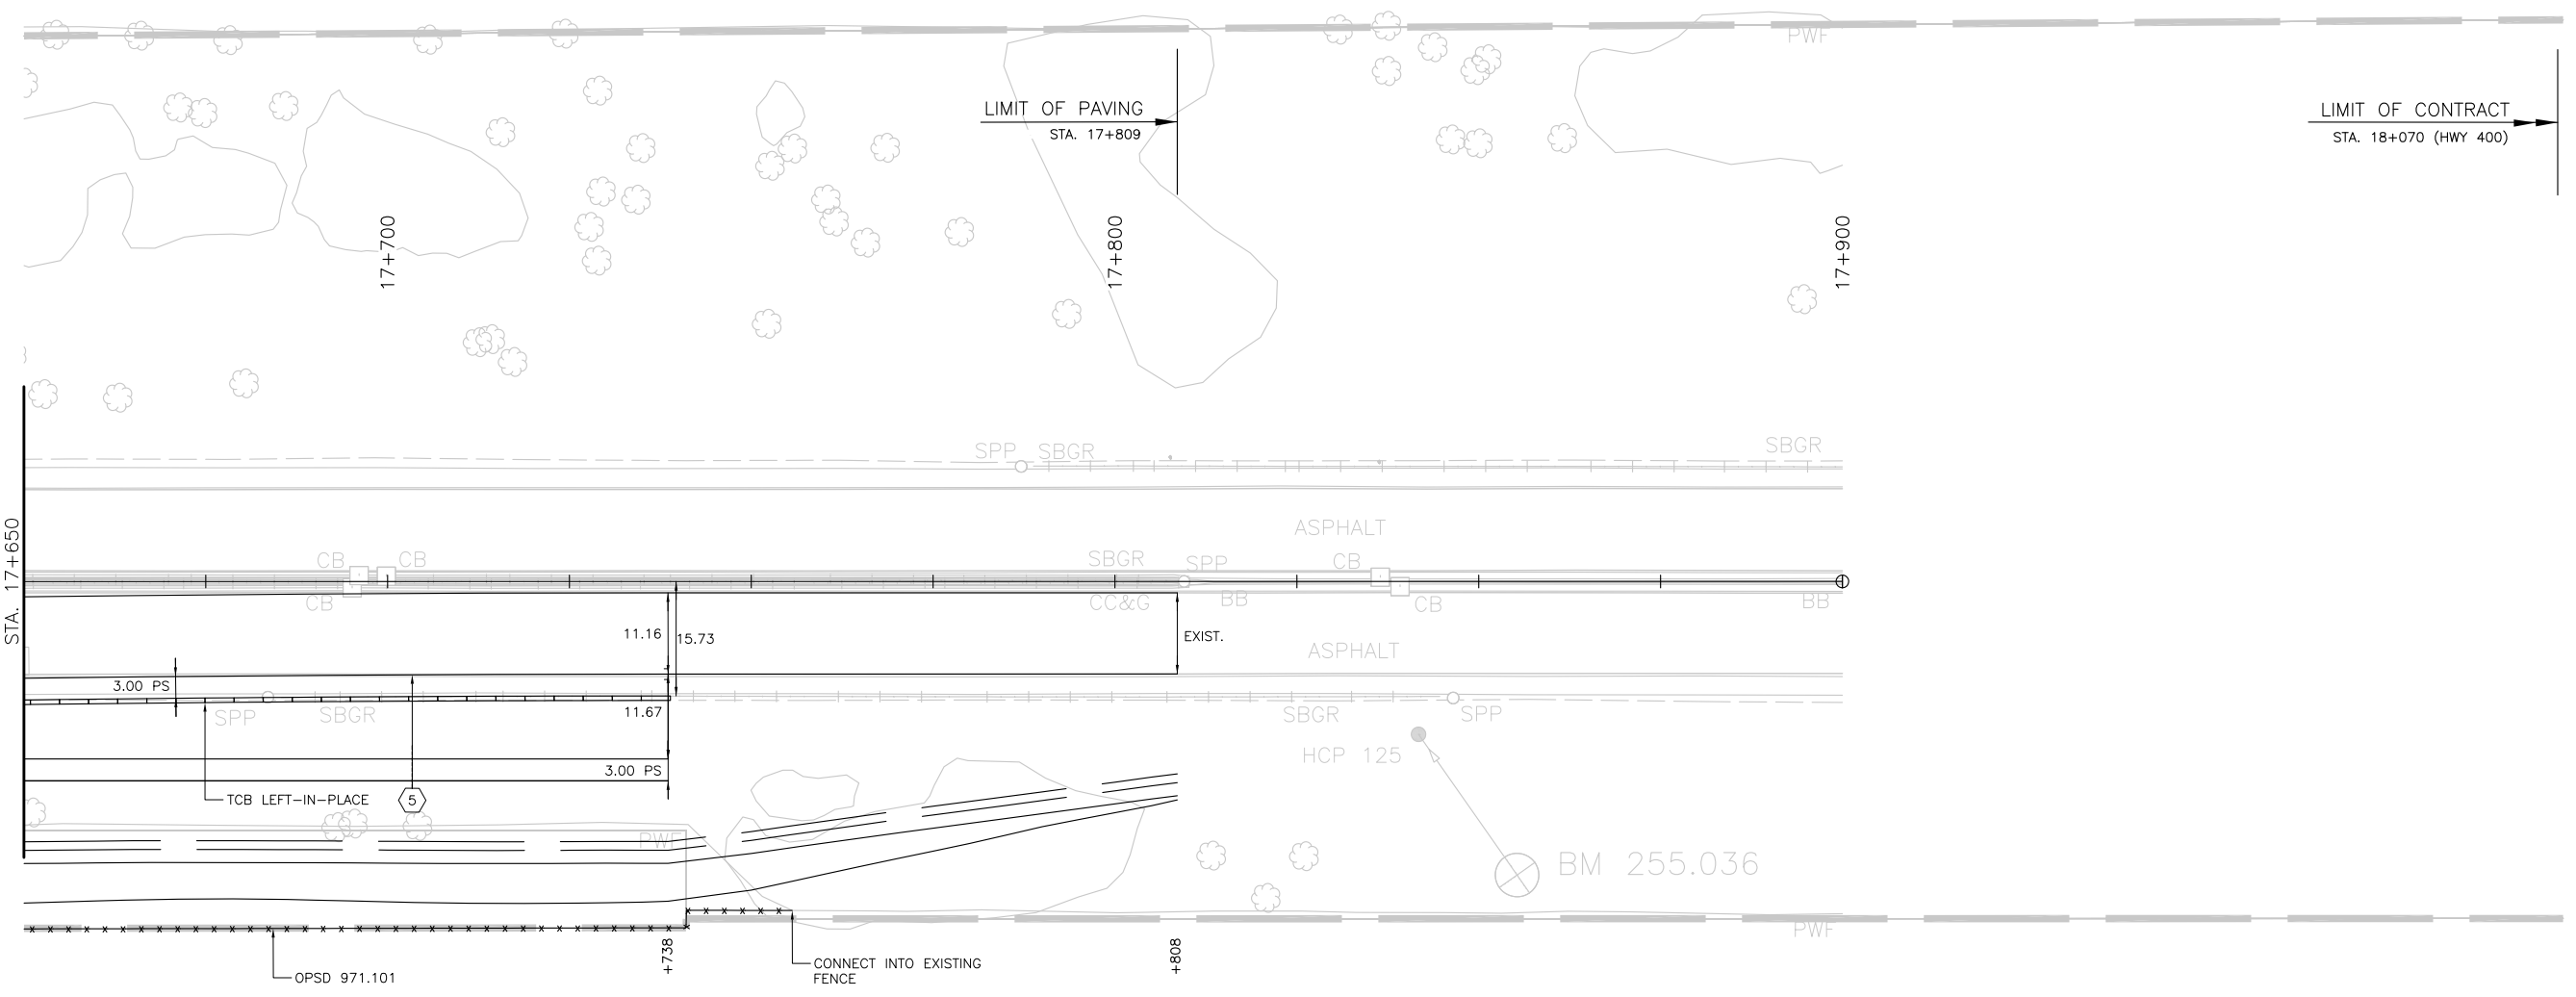 PWF
LIMIT OF PAVING
STA. 17+809
LIMIT OF CONTRACT
STA. 18+070 (HWY 400)
17+700
17+800
17+900
SPP
SBGR
SBGR
ASPHALT
STA. 17+650
CB
CB
CB
SBGR
SPP
CB
CC&G
BB
CB
BB
11.16
15.73
EXIST.
ASPHALT
3.00 PS
SPP
SBGR
11.67
SBGR
SPP
HCP 125
3.00 PS
TCB LEFT-IN-PLACE
5
PWF
BM 255.036
PWF
+738
+808
CONNECT INTO EXISTING
FENCE
OPSD 971.101